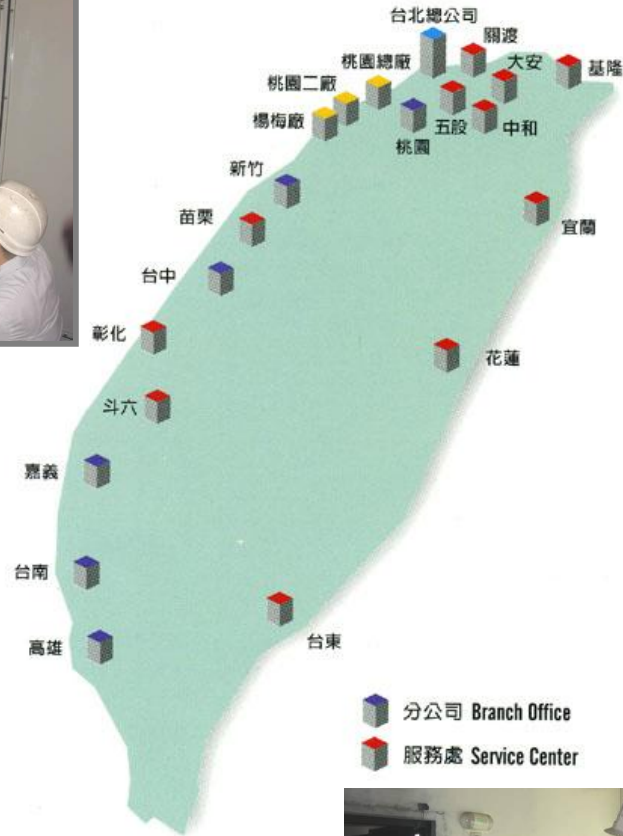 台北總公司
關渡
桃園總廠
大安
基隆
桃園二廠
楊梅廠
五股
中和
桃園
新竹
苗栗
宜蘭
台中
彰化
花蓮
斗六
嘉義
台南
高雄
台東
分公司 Branch Office
服務處 Service Center